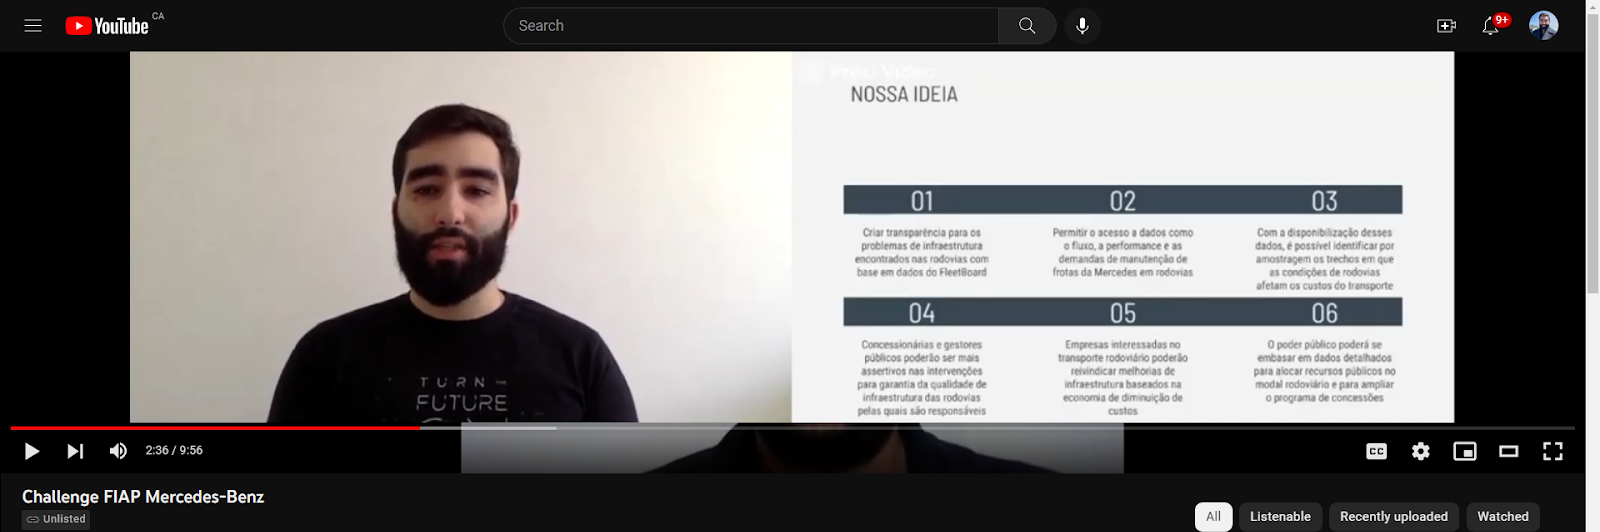 YouTube CA
Search
9+
NOSSA IDEIA
01
02
03
Criar transparência para os
problemas de infraestrutura
encontrados nas rodovias com
base em dados do FleetBoard
Permitir o acesso a dados como
o fluxo, a performance e as
demandas de manutenção de
frotas da Mercedes em rodovias
Com a disponibilização desses
dados, é possível identificar por
amostragem os trechos em que
as condições de rodovias
afetam os custos do transporte
04
05
06
Concessionárias e gestores
públicos poderão ser mais
assertivos nas intervenções
para garantia da qualidade de
infraestrutura das rodovias
pelas quais são responsáveis
Empresas interessadas no
transporte rodoviário poderão
reivindicar melhorias de
infraestrutura baseados na
economia de diminuição de
custos
O poder público poderá se
embasar em dados detalhados
para alocar recursos públicos no
modal rodoviário e para ampliar
o programa de concessões
TURN THE
FUTURE
2:36 / 9:56
CC
Challenge FIAP Mercedes-Benz
Unlisted
All
Listenable
Recently uploaded
Watched